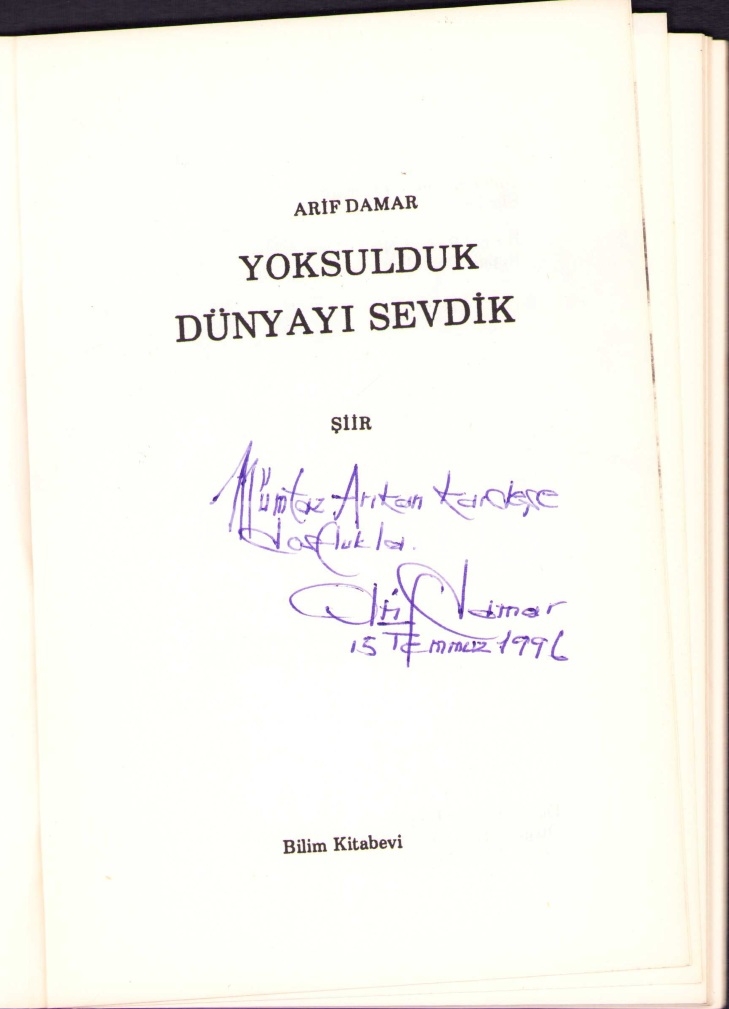 ARİF DAMAR
YOKSULDUK
DÜNYAYI SEVDİK
ŞİİR
Mümtaz Arıkan kardeşe
dostlukla.
Arif Damar
15 Temmuz 1996
Bilim Kitabevi